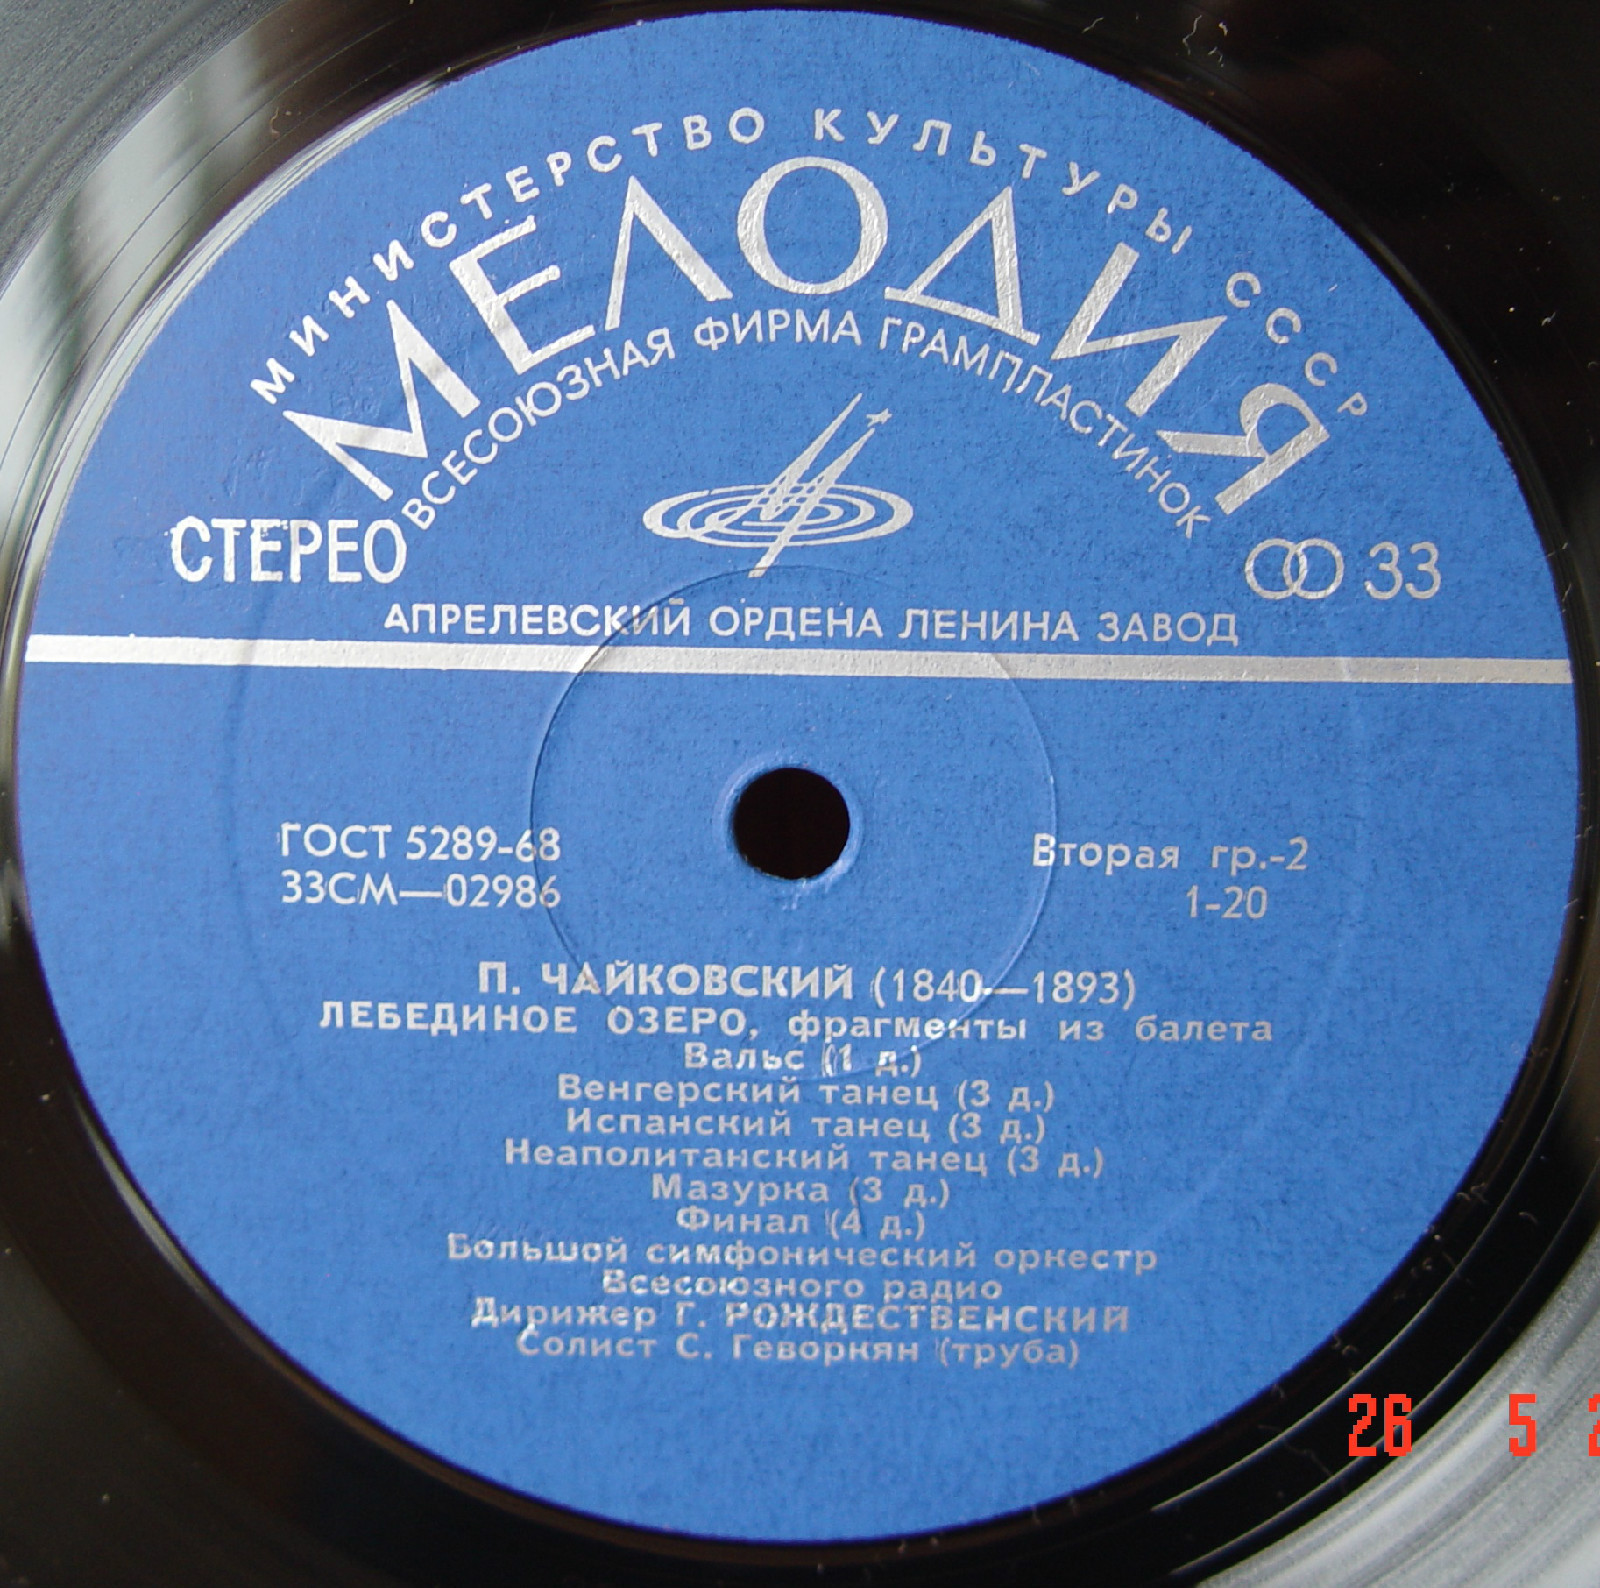 МИНИСТЕРСТВО КУЛЬТУРЫ СССР
МЕЛОДИЯ
ВСЕСОЮЗНАЯ ФИРМА ГРАМПЛАСТИНОК
СТЕРЕО
33
АПРЕЛЕВСКИЙ ОРДЕНА ЛЕНИНА ЗАВОД
ГОСТ 5289-68
33СМ—02986
Вторая гр.-2
1-20
П. ЧАЙКОВСКИЙ (1840—1893)
ЛЕБЕДИНОЕ ОЗЕРО, фрагменты из балета
Вальс (1 д.)
Венгерский танец (3 д.)
Испанский танец (3 д.)
Неаполитанский танец (3 д.)
Мазурка (3 д.)
Финал (4 д.)
Большой симфонический оркестр
Всесоюзного радио
Дирижер Г. РОЖДЕСТВЕНСКИЙ
Солист С. Геворкян (труба)
26 5